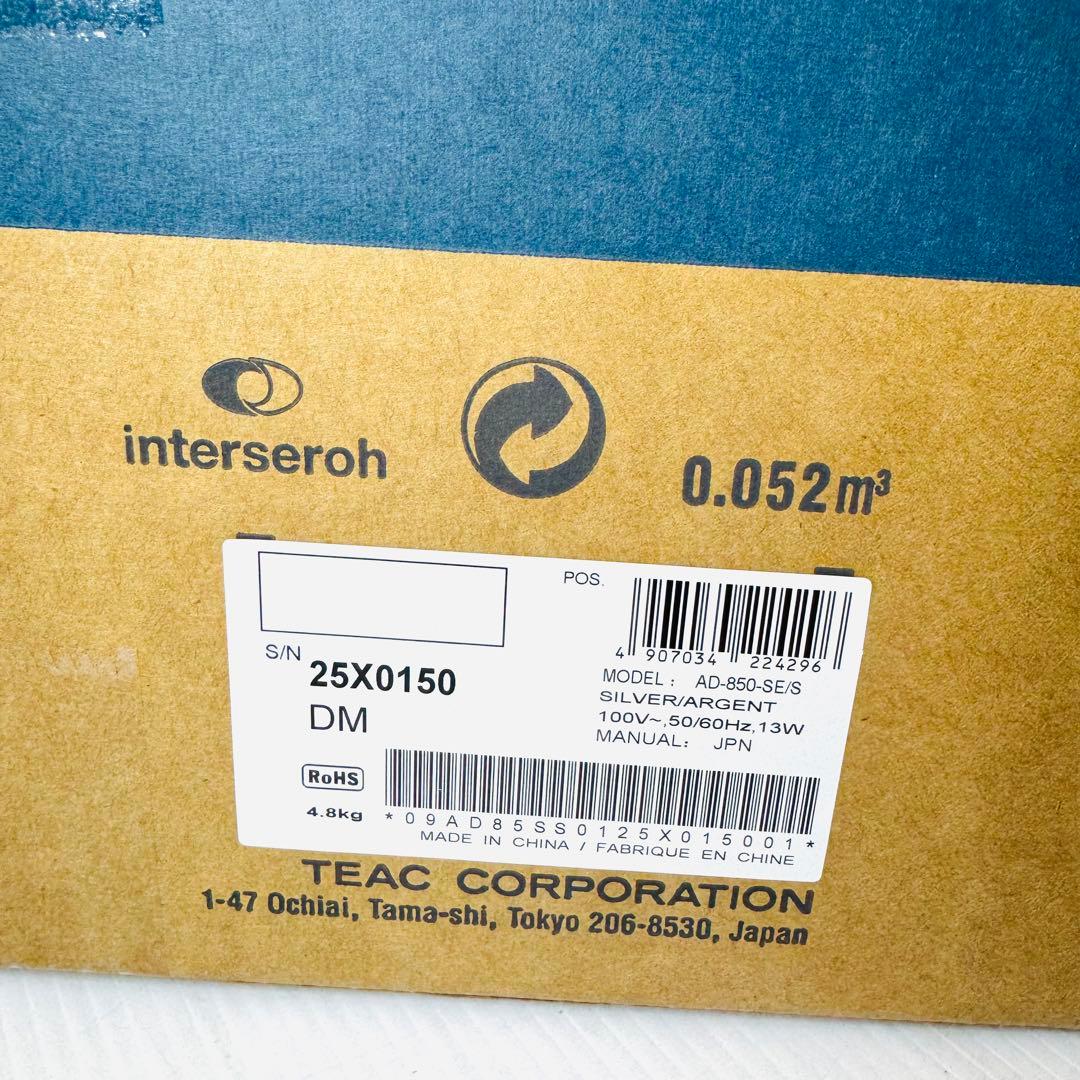 interseroh
0.052m³
POS.
4 907034 224296
S/N 25X0150
DM
MODEL : AD-850-SE/S
SILVER/ARGENT
100V~,50/60Hz,13W
MANUAL: JPN
RoHS
4.8kg
*09AD85SS0125X015001*
MADE IN CHINA / FABRIQUE EN CHINE
TEAC CORPORATION
1-47 Ochiai, Tama-shi, Tokyo 206-8530, Japan